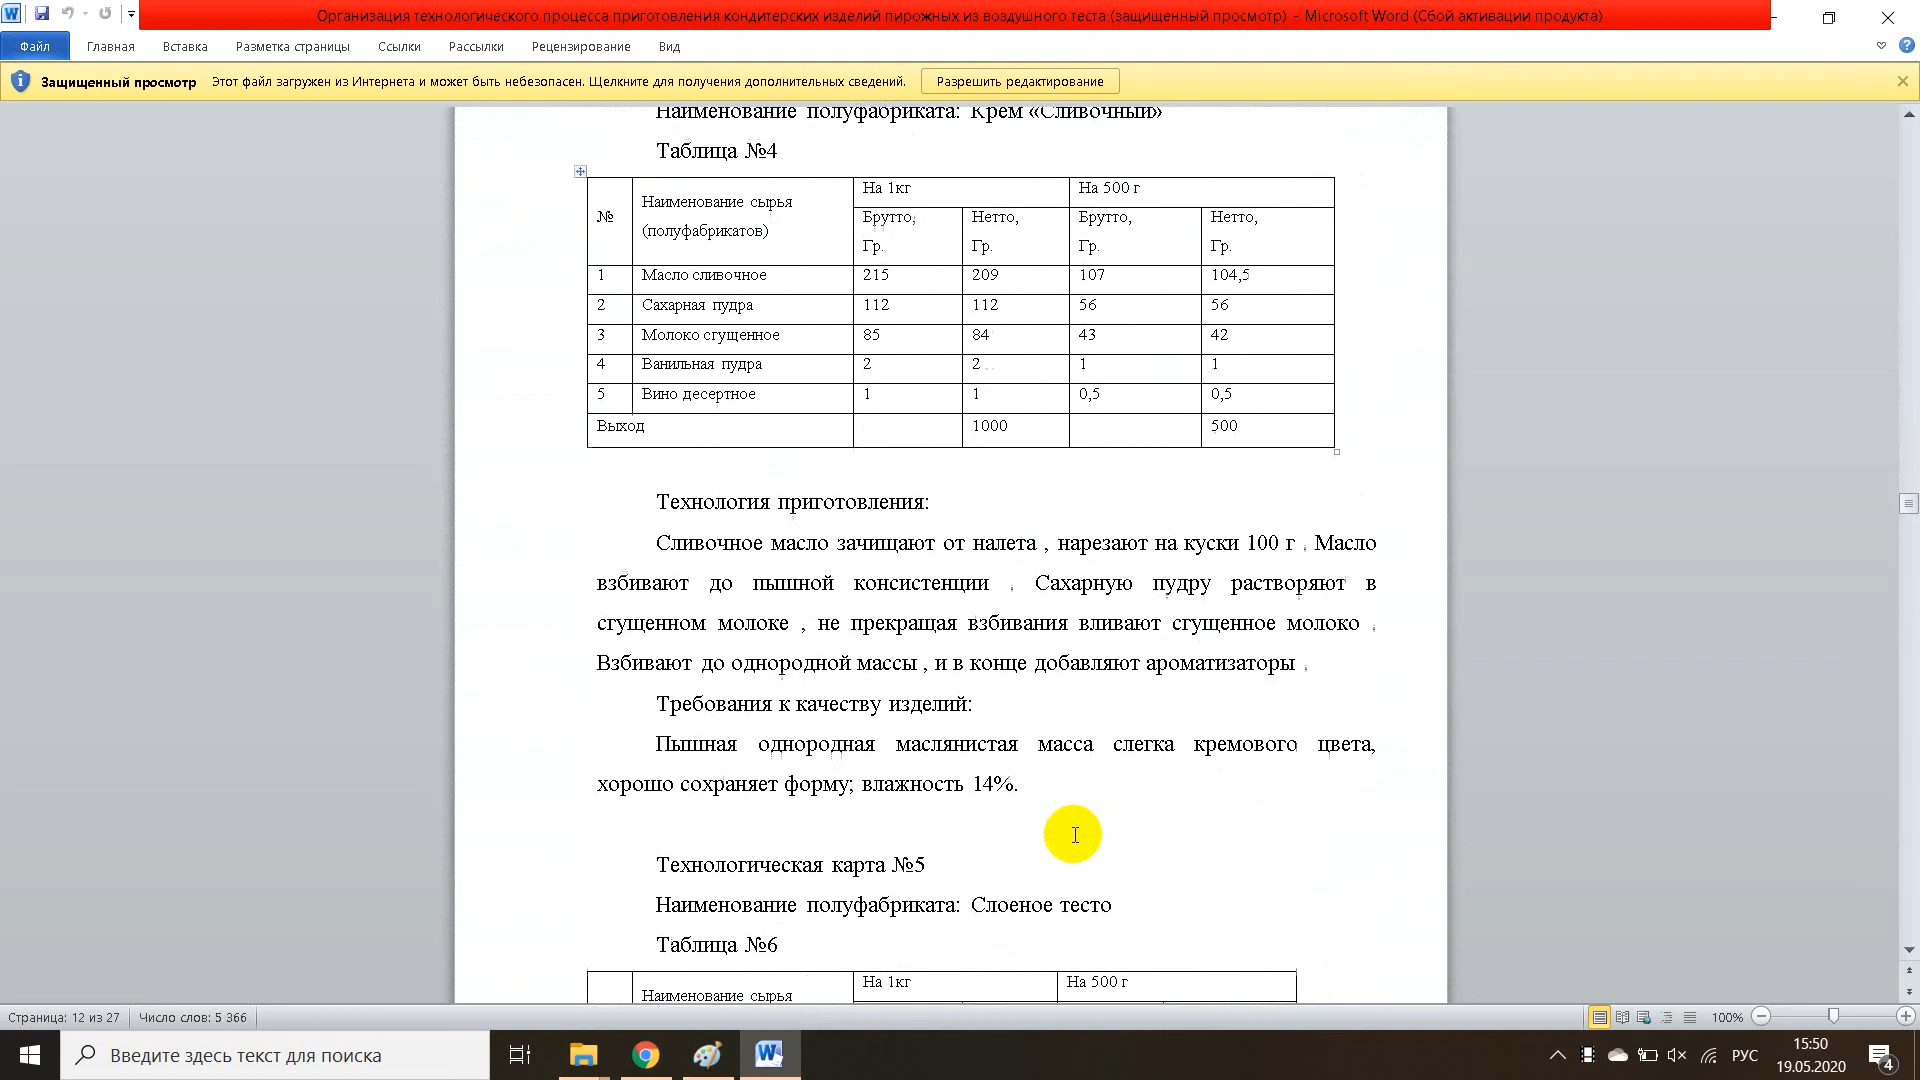 Организация технологического процесса приготовления кондитерских изделий пирожных из воздушного теста (защищенный просмотр) - Microsoft Word (Сбой активации продукта)
Файл Главная Вставка Разметка страницы Ссылки Рассылки Рецензирование Вид
Защищенный просмотр Этот файл загружен из Интернета и может быть небезопасен. Щелкните для получения дополнительных сведений. Разрешить редактирование
Наименование полуфабриката: Крем «Сливочный»
Таблица №4
№ Наименование сырья (полуфабрикатов) На 1кг На 500 г
Брутто, Гр. Нетто, Гр. Брутто, Гр. Нетто, Гр.
1 Масло сливочное 215 209 107 104,5
2 Сахарная пудра 112 112 56 56
3 Молоко сгущенное 85 84 43 42
4 Ванильная пудра 2 2 1 1
5 Вино десертное 1 1 0,5 0,5
Выход 1000 500
Технология приготовления:
Сливочное масло зачищают от налета , нарезают на куски 100 г . Масло
взбивают до пышной консистенции . Сахарную пудру растворяют в
сгущенном молоке , не прекращая взбивания вливают сгущенное молоко .
Взбивают до однородной массы , и в конце добавляют ароматизаторы .
Требования к качеству изделий:
Пышная однородная маслянистая масса слегка кремового цвета,
хорошо сохраняет форму; влажность 14%.
Технологическая карта №5
Наименование полуфабриката: Слоеное тесто
Таблица №6
Наименование сырья На 1кг На 500 г
Страница: 12 из 27 Число слов: 5 366 100%
Введите здесь текст для поиска РУС 15:50
19.05.2020 4